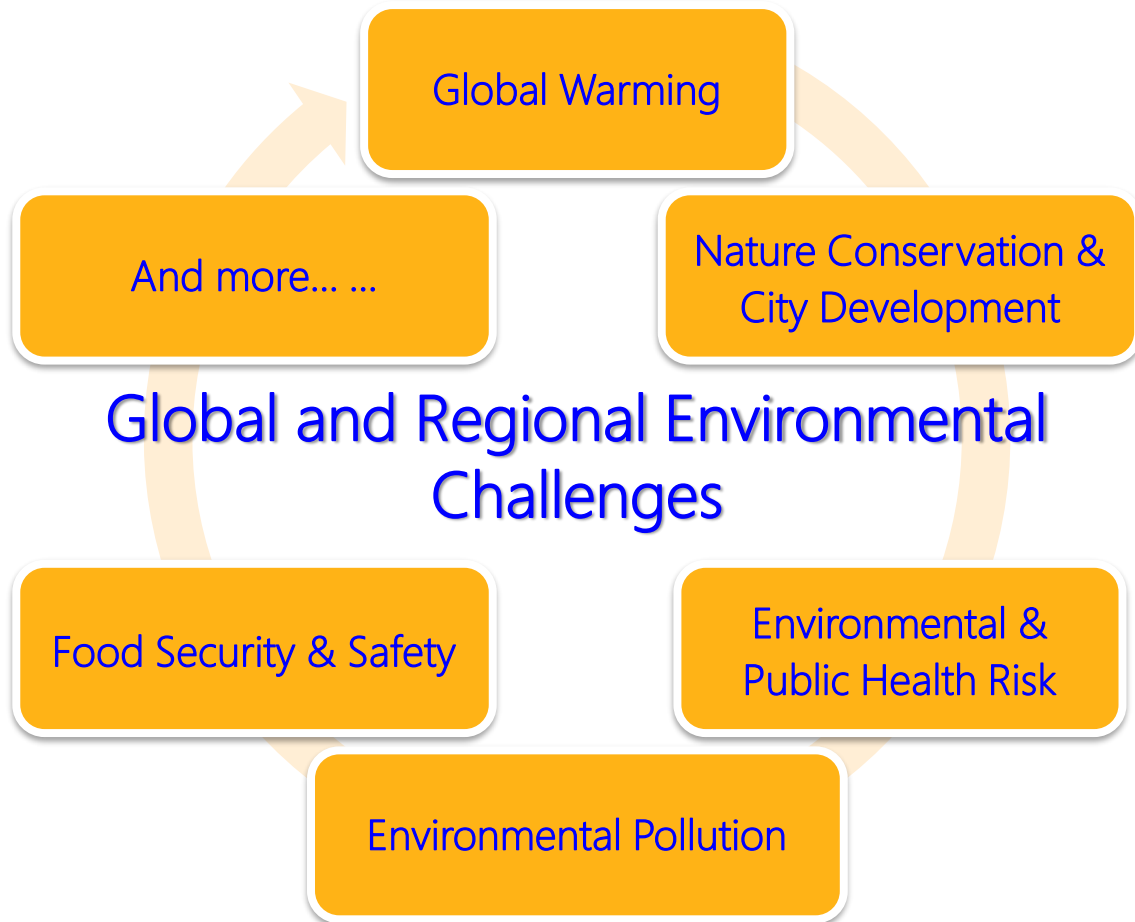 Global Warming
Nature Conservation &
City Development
Environmental &
Public Health Risk
Environmental Pollution
Food Security & Safety
And more... ...
Global and Regional Environmental
Challenges